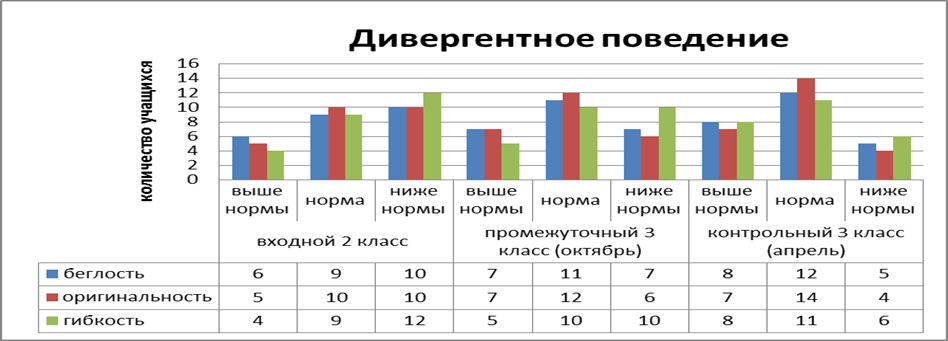 Дивергентное поведение
количество учащихся
16
14
12
10
8
6
4
2
0
выше нормы норма ниже нормы выше нормы норма ниже нормы выше нормы норма ниже нормы
входной 2 класс промежуточный 3 класс (октябрь) контрольный 3 класс (апрель)
беглость 6 9 10 7 11 7 8 12 5
оригинальность 5 10 10 7 12 6 7 14 4
гибкость 4 9 12 5 10 10 8 11 6